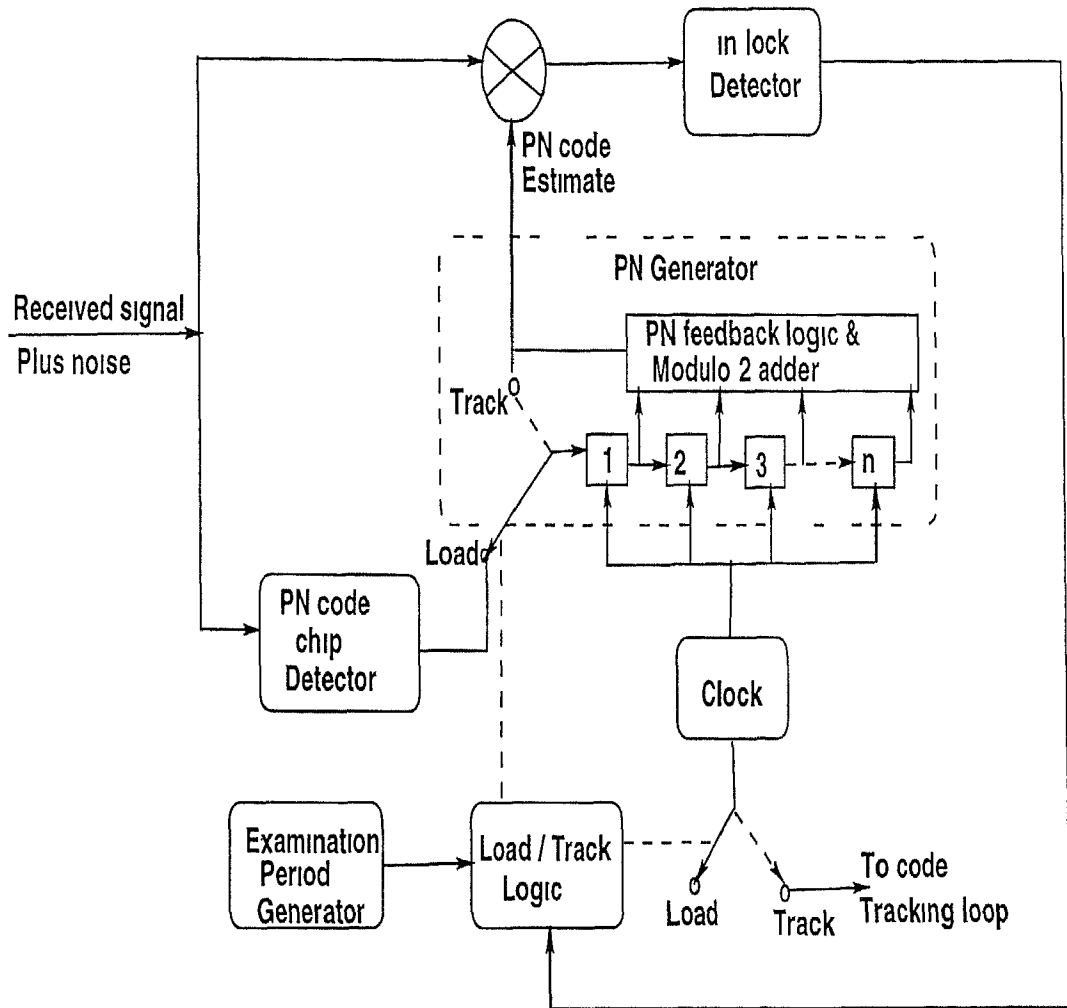 in lock
Detector
PN code
Estimate
PN Generator
Received signal
Plus noise
PN feedback logic &
Modulo 2 adder
Track
1
2
3
n
Load
PN code
chip
Detector
Clock
Examination
Period
Generator
Load / Track
Logic
Load
Track
To code
Tracking loop